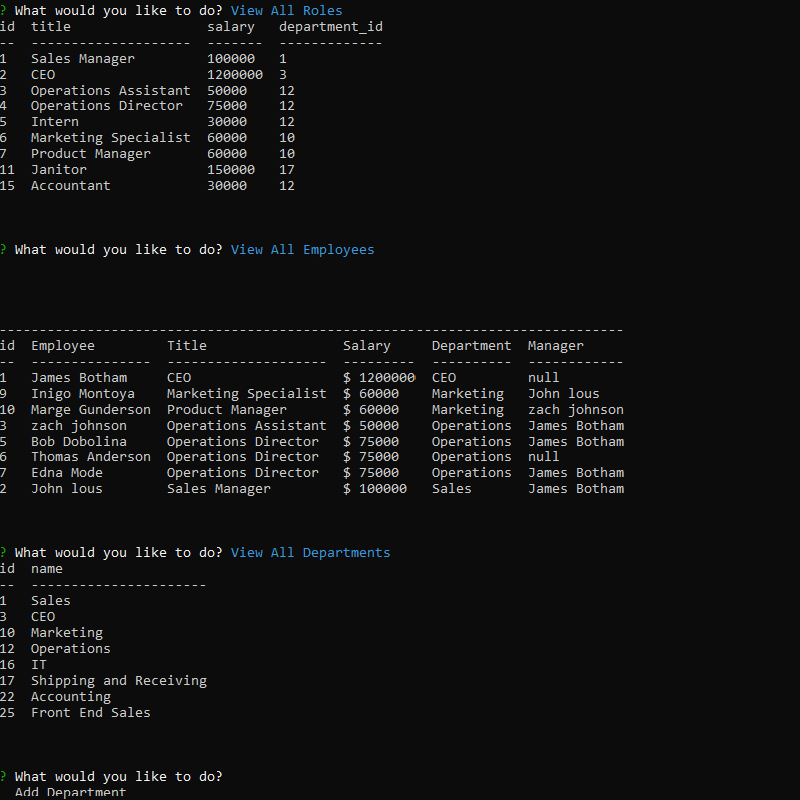 ? What would you like to do? View All Roles
id  title                 salary   department_id
--  --------------------  -------  -------------
1   Sales Manager         100000   1
2   CEO                   1200000  3
3   Operations Assistant  50000    12
4   Operations Director   75000    12
5   Intern                30000    12
6   Marketing Specialist  60000    10
7   Product Manager       60000    10
11  Janitor               150000   17
15  Accountant            30000    12
? What would you like to do? View All Employees
------------------------------------------------------------------------------
id  Employee         Title                 Salary     Department  Manager
--  ---------------  --------------------  ---------  ----------  ------------
1   James Botham     CEO                   $ 1200000  CEO         null
9   Inigo Montoya    Marketing Specialist  $ 60000    Marketing   John lous
10  Marge Gunderson  Product Manager       $ 60000    Marketing   zach johnson
3   zach johnson     Operations Assistant  $ 50000    Operations  James Botham
5   Bob Dobolina     Operations Director   $ 75000    Operations  James Botham
6   Thomas Anderson  Operations Director   $ 75000    Operations  null
7   Edna Mode        Operations Director   $ 75000    Operations  James Botham
2   John lous        Sales Manager         $ 100000   Sales       James Botham
? What would you like to do? View All Departments
id  name
--  ----------------------
1   Sales
3   CEO
10  Marketing
12  Operations
16  IT
17  Shipping and Receiving
22  Accounting
25  Front End Sales
? What would you like to do?
  Add Department